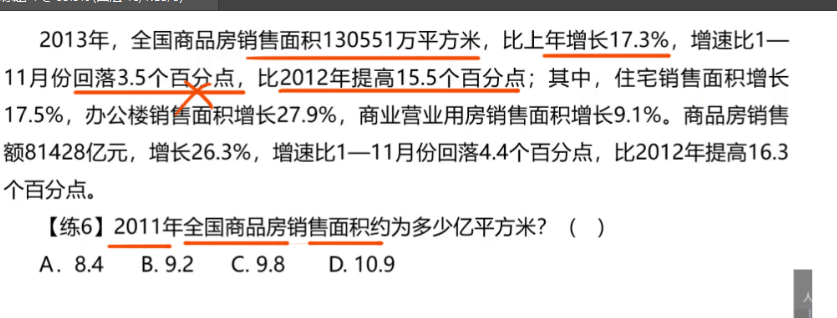 2013年，全国商品房销售面积130551万平方米，比上年增长17.3%，增速比1—
11月份回落3.5个百分点，比2012年提高15.5个百分点；其中，住宅销售面积增长
17.5%，办公楼销售面积增长27.9%，商业营业用房销售面积增长9.1%。商品房销售
额81428亿元，增长26.3%，增速比1—11月份回落4.4个百分点，比2012年提高16.3
个百分点。
【练6】2011年全国商品房销售面积约为多少亿平方米？（ ）
A．8.4 B. 9.2 C. 9.8 D. 10.9